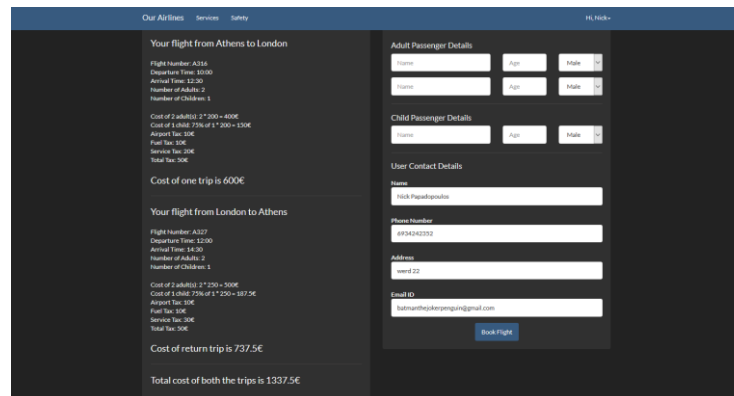 Our Airlines Services Safety Hi, Nick
Your flight from Athens to London
Flight Number: A316
Departure Time: 10:00
Arrival Time: 12:30
Number of Adults: 2
Number of Children: 1
Cost of 2 adult(s): 2 * 200 = 400€
Cost of 1 child: 75% of 1 * 200 = 150€
Airport Tax: 10€
Fuel Tax: 10€
Service Tax: 20€
Total Tax: 50€
Cost of one trip is 600€
Your flight from London to Athens
Flight Number: A327
Departure Time: 12:00
Arrival Time: 14:30
Number of Adults: 2
Number of Children: 1
Cost of 2 adult(s): 2 * 250 = 500€
Cost of 1 child: 75% of 1 * 250 = 187.5€
Airport Tax: 10€
Fuel Tax: 10€
Service Tax: 30€
Total Tax: 50€
Cost of return trip is 737.5€
Total cost of both the trips is 1337.5€
Adult Passenger Details
Name Age Male
Name Age Male
Child Passenger Details
Name Age Male
User Contact Details
Name
Nick Papadopoulos
Phone Number
6934242352
Address
werd 22
Email ID
batmanthejokerpenguin@gmail.com
Book Flight